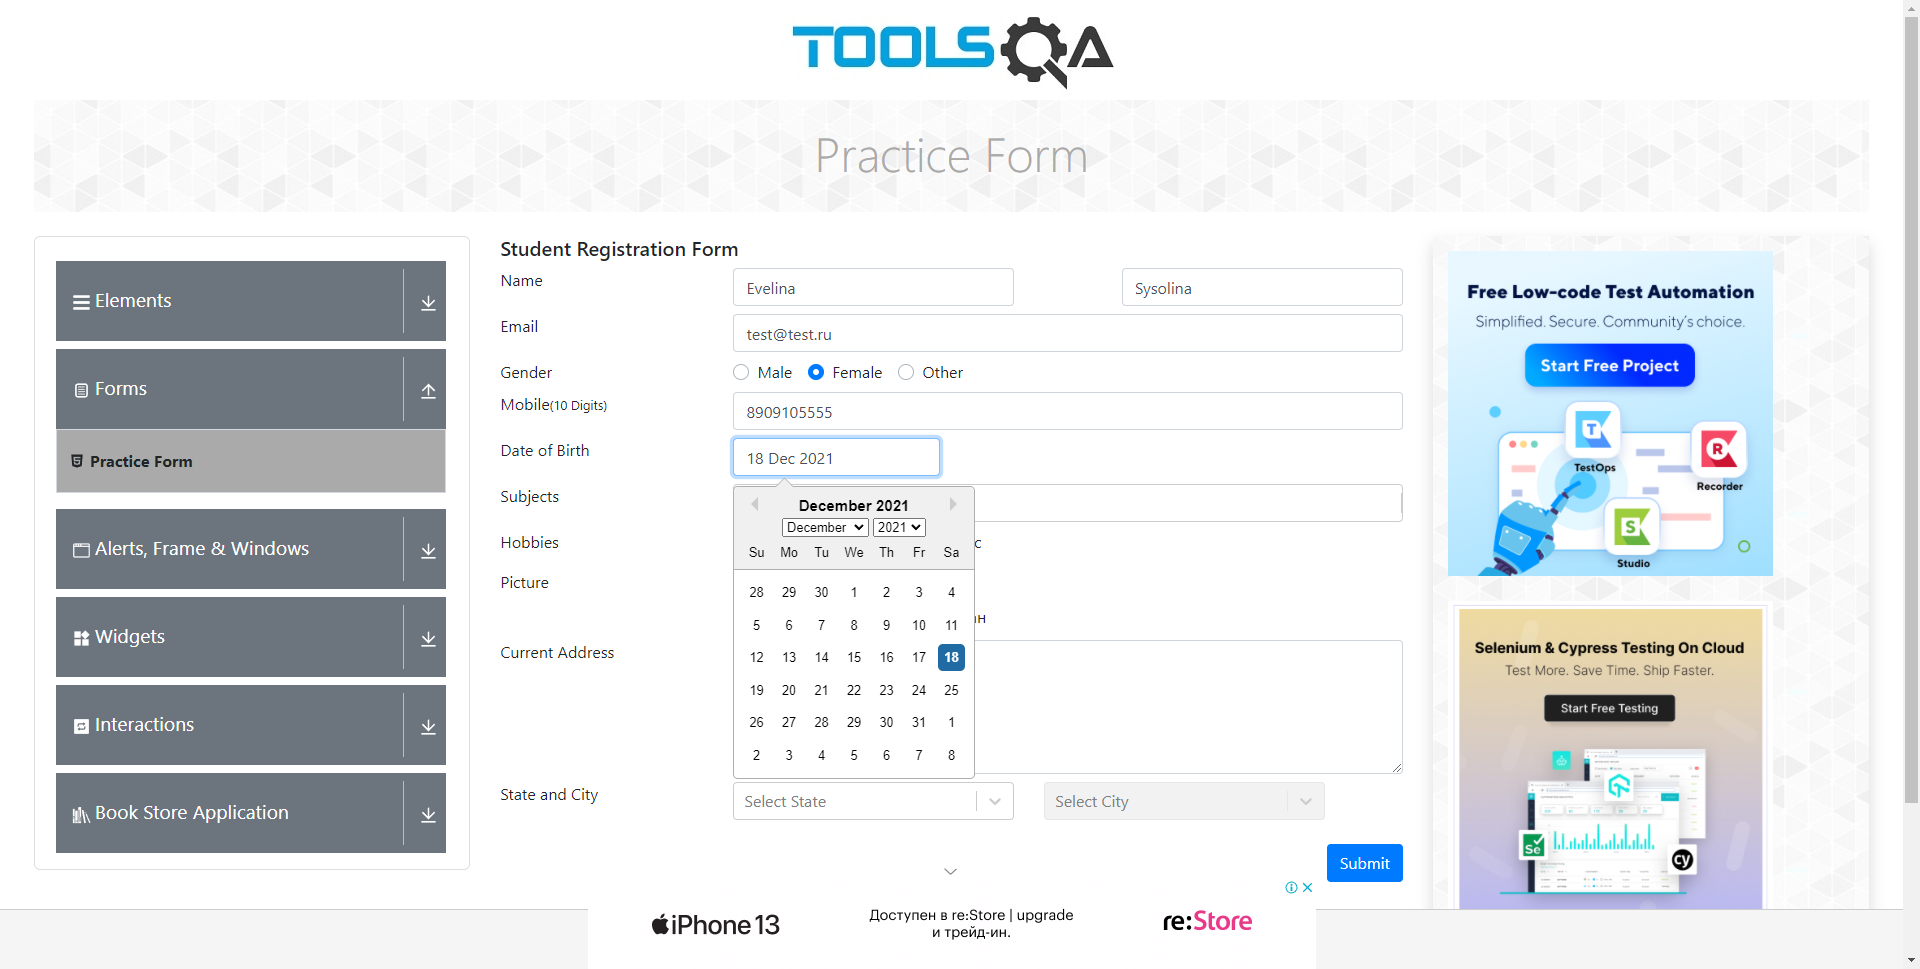 TOOLSQA
Practice Form
Elements
Forms
Practice Form
Alerts, Frame & Windows
Widgets
Interactions
Book Store Application
Student Registration Form
Name
Evelina
Sysolina
Email
test@test.ru
Gender
Male
Female
Other
Mobile(10 Digits)
8909105555
Date of Birth
18 Dec 2021
Subjects
December 2021
December 2021
Su Mo Tu We Th Fr Sa
28 29 30 1 2 3 4
5 6 7 8 9 10 11
12 13 14 15 16 17 18
19 20 21 22 23 24 25
26 27 28 29 30 31 1
2 3 4 5 6 7 8
Hobbies
с
Picture
ан
Current Address
State and City
Select State
Select City
Submit
Free Low-code Test Automation
Simplified. Secure. Community's choice.
Start Free Project
TestOps
Recorder
Studio
Selenium & Cypress Testing On Cloud
Test More. Save Time. Ship Faster.
Start Free Testing
Se
cy
iPhone 13
Доступен в re:Store | upgrade
и трейд-ин.
re:Store